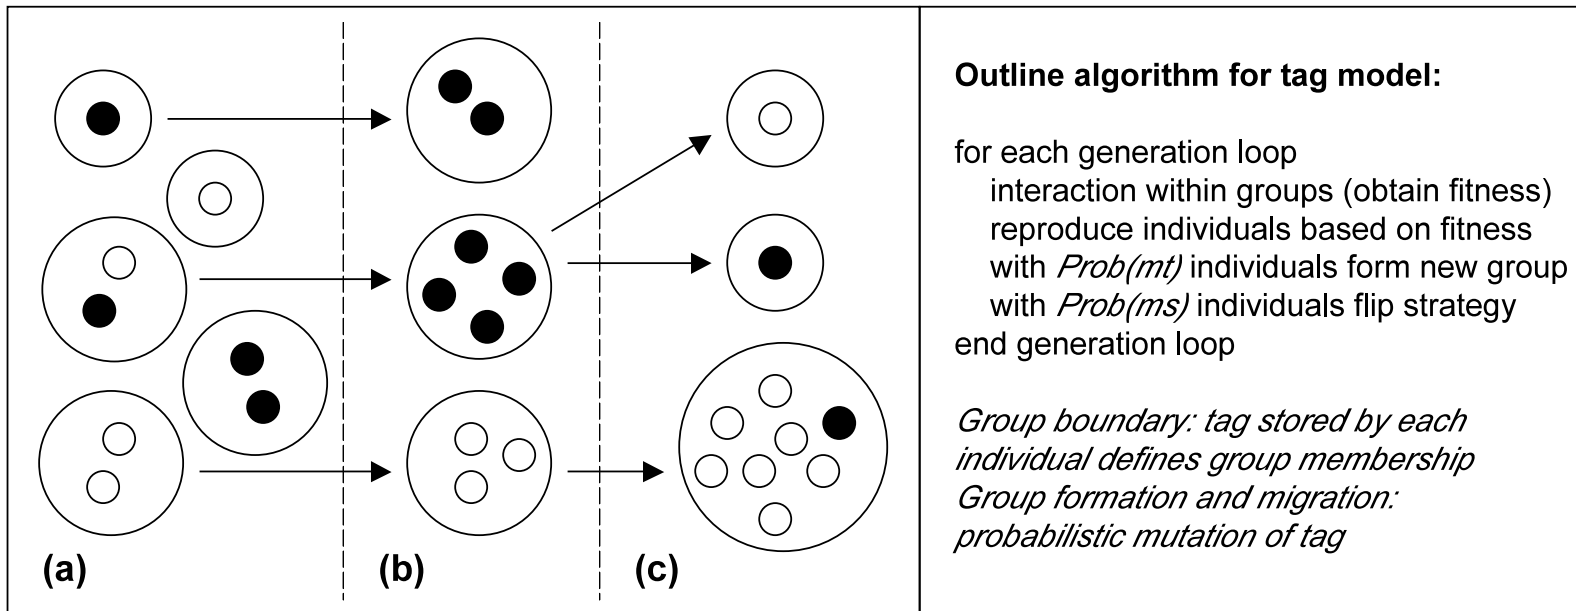 (a)
(b)
(c)
Outline algorithm for tag model:
for each generation loop
interaction within groups (obtain fitness)
reproduce individuals based on fitness
with Prob(mt) individuals form new group
with Prob(ms) individuals flip strategy
end generation loop
Group boundary: tag stored by each
individual defines group membership
Group formation and migration:
probabilistic mutation of tag